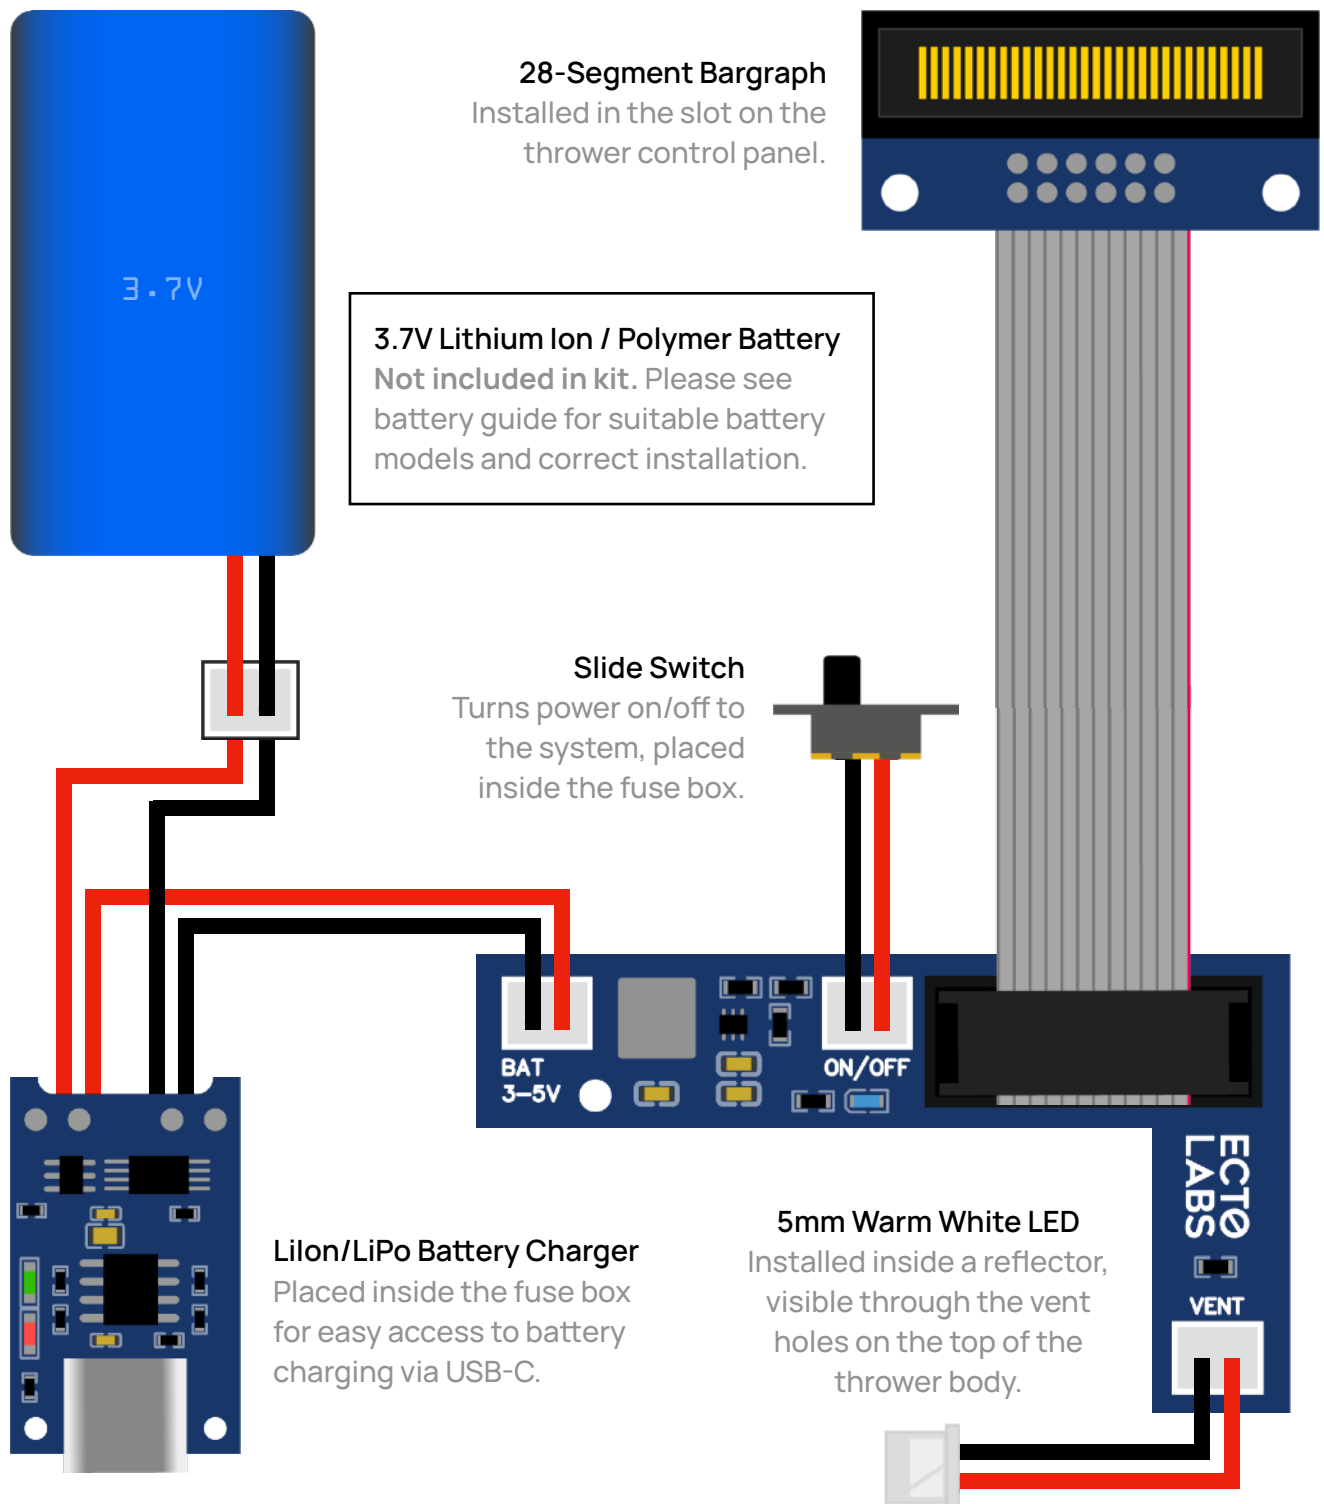 28-Segment Bargraph
Installed in the slot on the
thrower control panel.
3.7V
3.7V Lithium Ion / Polymer Battery
Not included in kit. Please see
battery guide for suitable battery
models and correct installation.
Slide Switch
Turns power on/off to
the system, placed
inside the fuse box.
BAT
3–5V
ON/OFF
ECTO
LABS
VENT
LiIon/LiPo Battery Charger
Placed inside the fuse box
for easy access to battery
charging via USB-C.
5mm Warm White LED
Installed inside a reflector,
visible through the vent
holes on the top of the
thrower body.